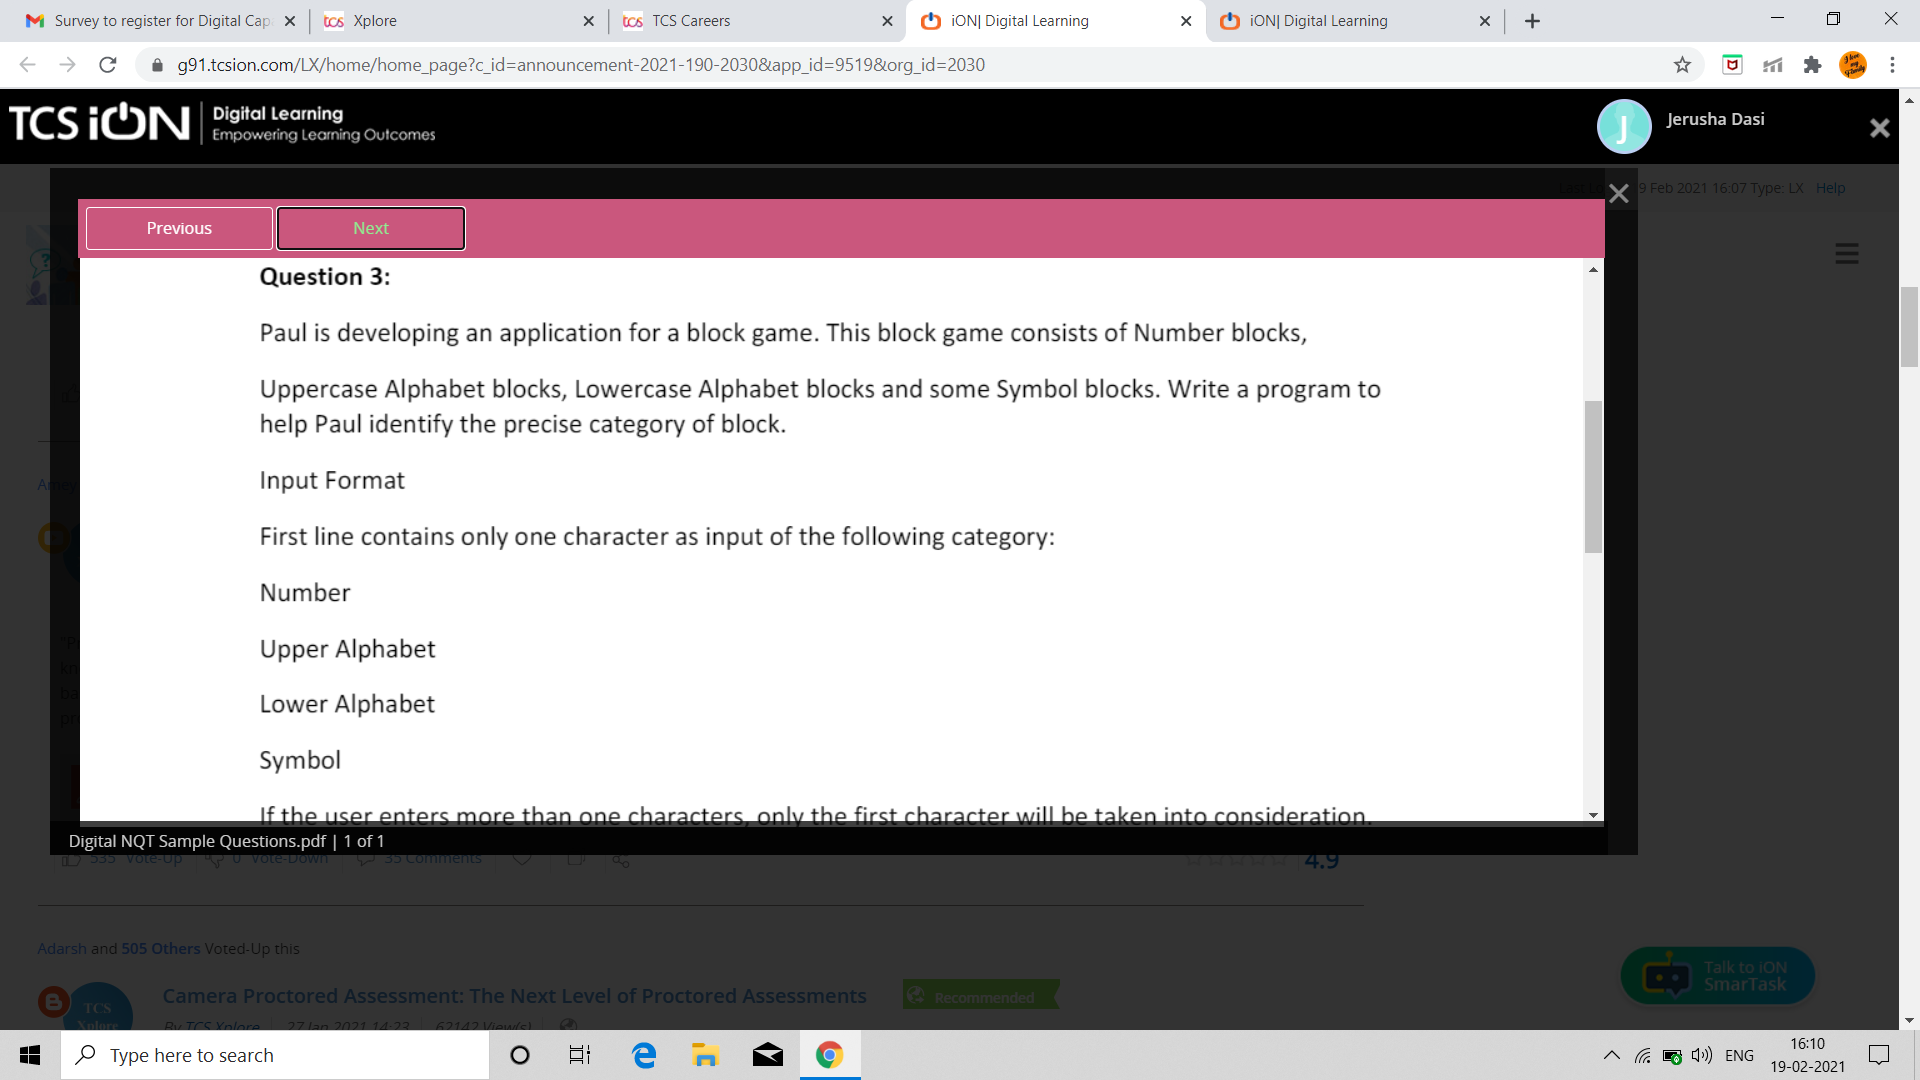 Survey to register for Digital Cap
Xplore
TCS Careers
iON| Digital Learning
iON| Digital Learning
g91.tcsion.com/LX/home/home_page?c_id=announcement-2021-190-2030&app_id=9519&org_id=2030
TCS iON
Digital Learning
Empowering Learning Outcomes
J
Jerusha Dasi
9 Feb 2021 16:07 Type: LX Help
Previous
Next
Question 3:
Paul is developing an application for a block game. This block game consists of Number blocks,
Uppercase Alphabet blocks, Lowercase Alphabet blocks and some Symbol blocks. Write a program to
help Paul identify the precise category of block.
Input Format
First line contains only one character as input of the following category:
Number
Upper Alphabet
Lower Alphabet
Symbol
If the user enters more than one characters, only the first character will be taken into consideration.
Digital NQT Sample Questions.pdf | 1 of 1
535 Vote-Up 0 Vote-Down 35 Comments
4.9
Adarsh and 505 Others Voted-Up this
TCS
Xplore
Camera Proctored Assessment: The Next Level of Proctored Assessments
Recommended
By TCS Xplore 27 Jan 2021 14:23 62142 View(s)
Talk to iON
SmarTask
Type here to search
ENG
16:10
19-02-2021